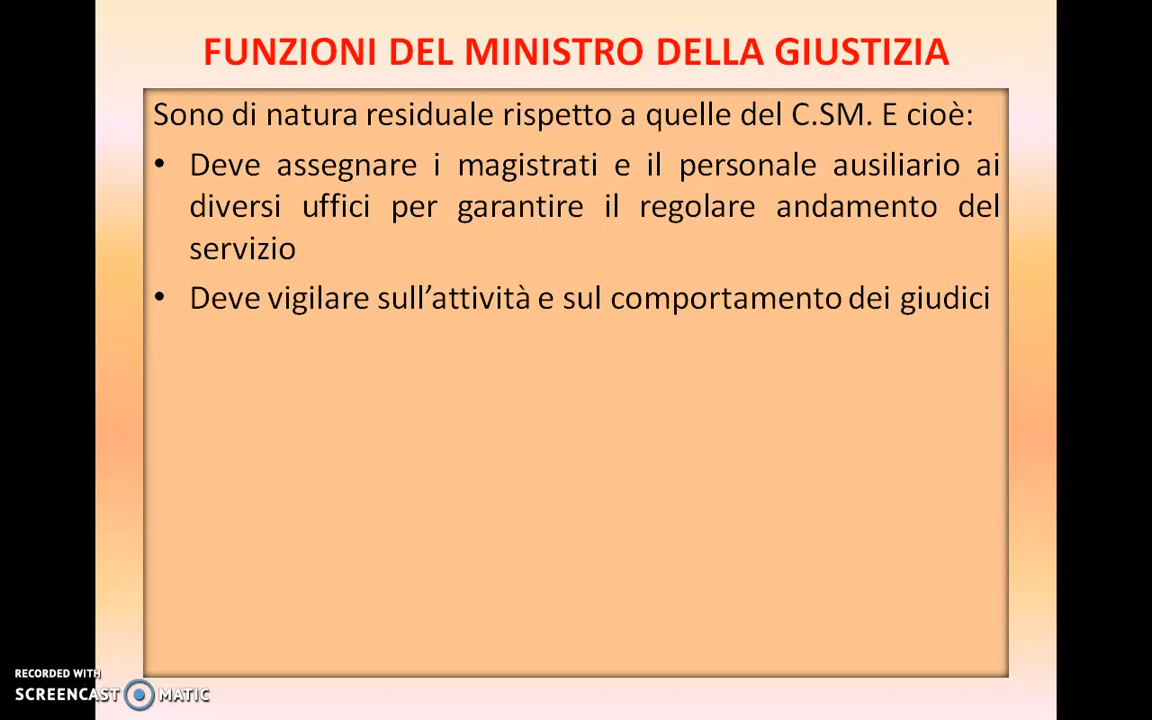 FUNZIONI DEL MINISTRO DELLA GIUSTIZIA
Sono di natura residuale rispetto a quelle del C.SM. E cioè:
• Deve assegnare i magistrati e il personale ausiliario ai
diversi uffici per garantire il regolare andamento del
servizio
• Deve vigilare sull’attività e sul comportamento dei giudici
RECORDED WITH
SCREENCAST MATIC